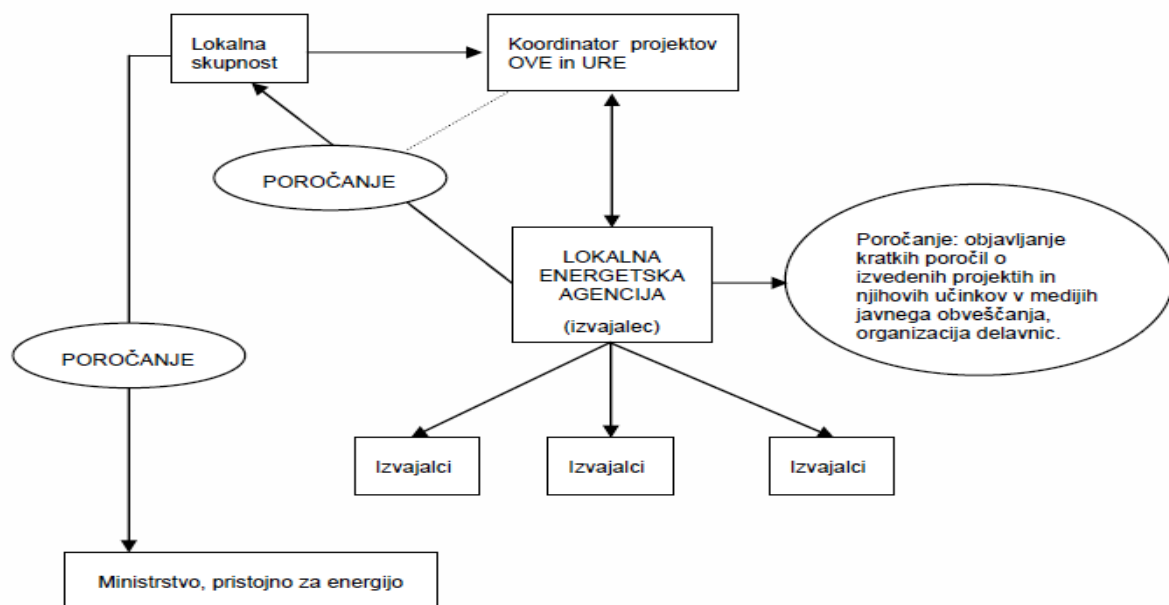 Lokalna
skupnost
Koordinator projektov
OVE in URE
POROČANJE
LOKALNA
ENERGETSKA
AGENCIJA
(izvajalec)
Poročanje: objavljanje
kratkih poročil o
izvedenih projektih in
njihovih učinkov v medijih
javnega obveščanja,
organizacija delavnic.
POROČANJE
Izvajalci
Izvajalci
Izvajalci
Ministrstvo, pristojno za energijo